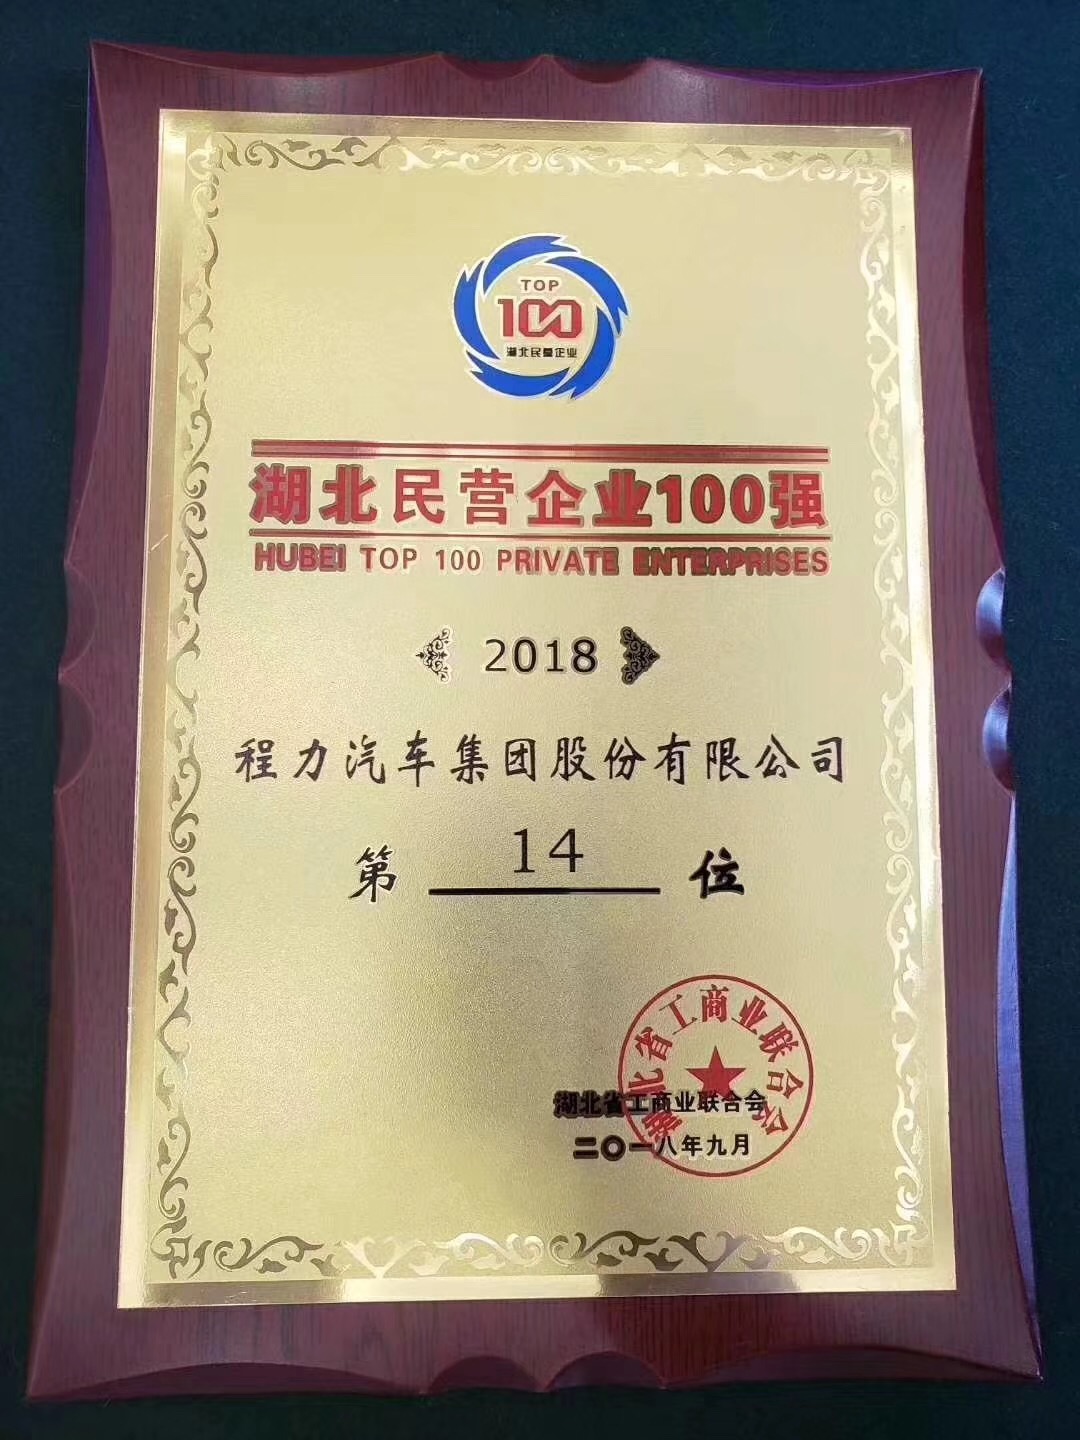 TOP
100
湖北民营企业
湖北民营企业100强
HUBEI TOP 100 PRIVATE ENTERPRISES
2018
程力汽车集团股份有限公司
第 14 位
湖北省工商业联合会
湖北省工商业联合会
二〇一八年九月